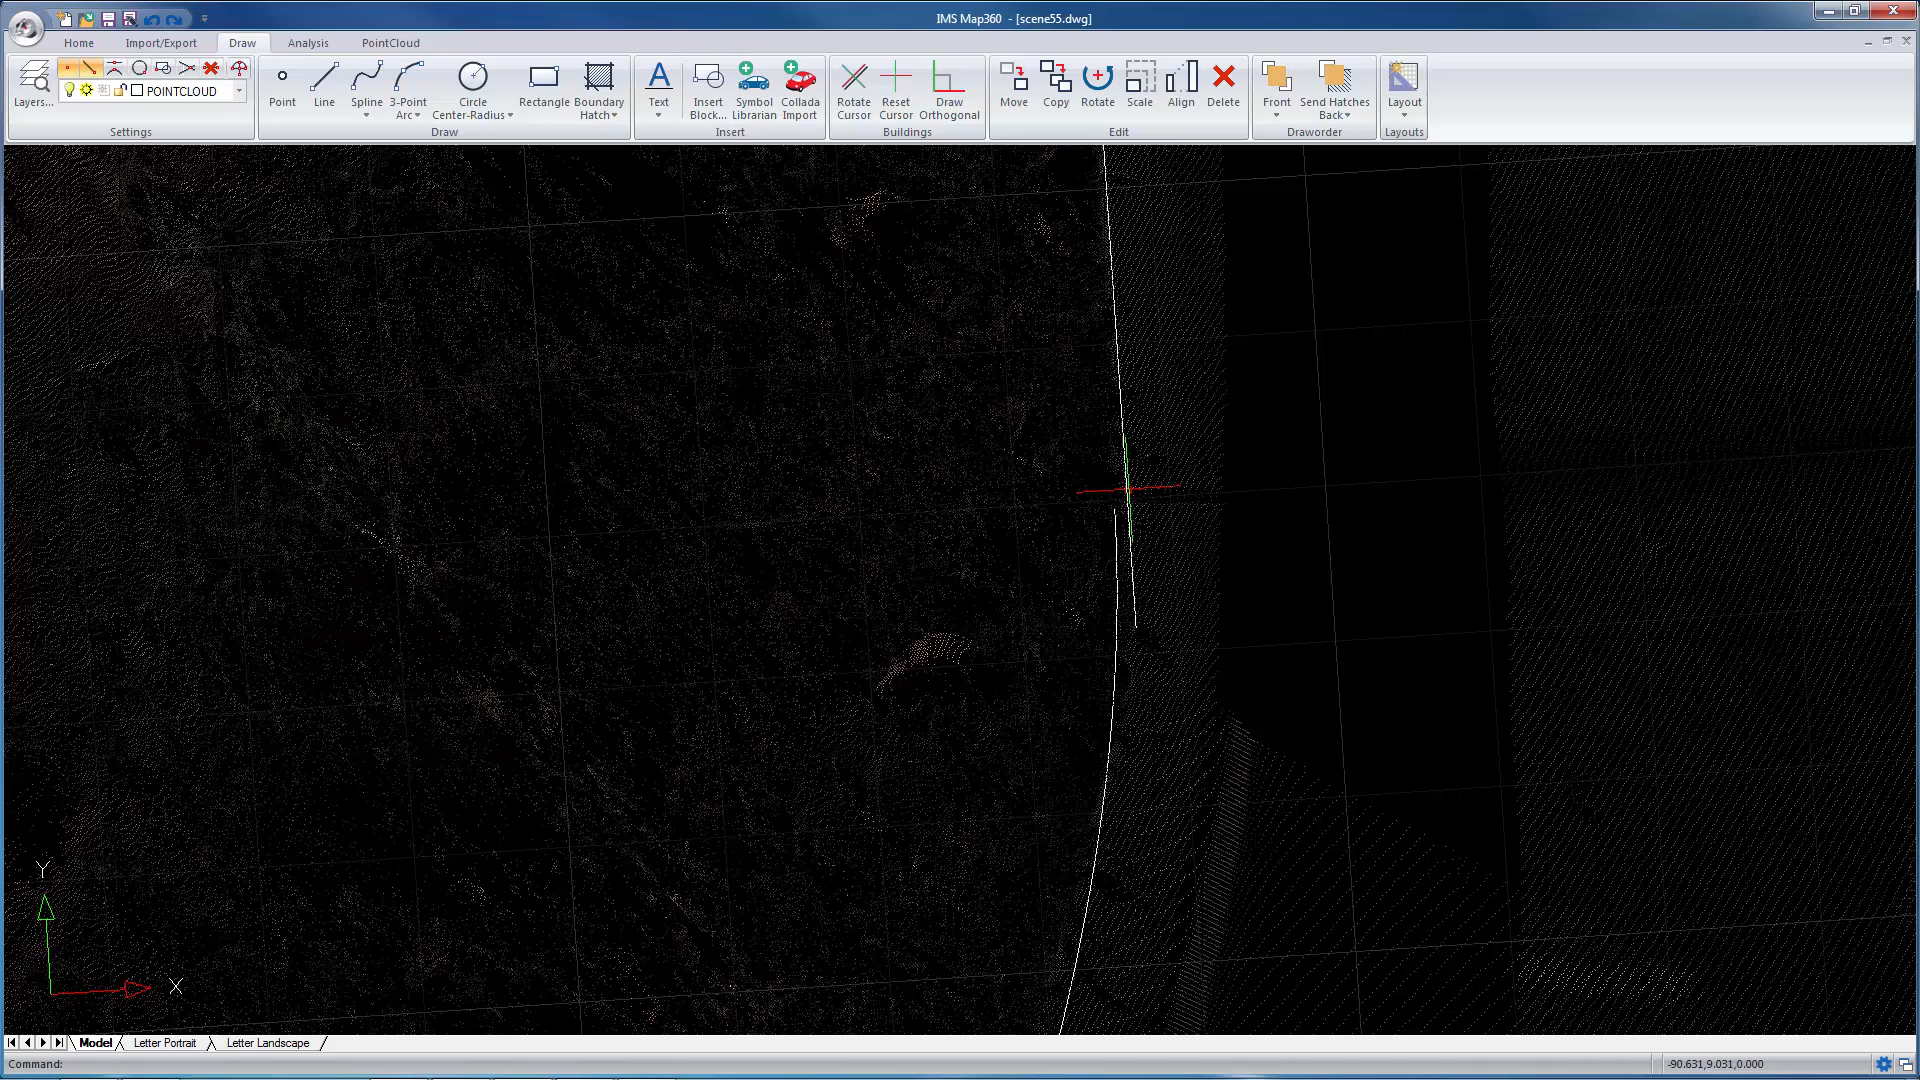 IMS Map360 - [scene55.dwg]
Home Import/Export Draw Analysis PointCloud
Layers...
POINTCLOUD
Settings
Point Line Spline 3-Point Arc Circle Center-Radius Rectangle Boundary Hatch
Draw
Text Insert Block... Symbol Librarian Collada Import
Insert
Rotate Cursor Reset Cursor Draw Orthogonal
Buildings
Move Copy Rotate Scale Align Delete
Edit
Front Send Hatches Back
Draworder
Layout
Layouts
Y
X
Model Letter Portrait Letter Landscape
Command:
-90.631,9.031,0.000